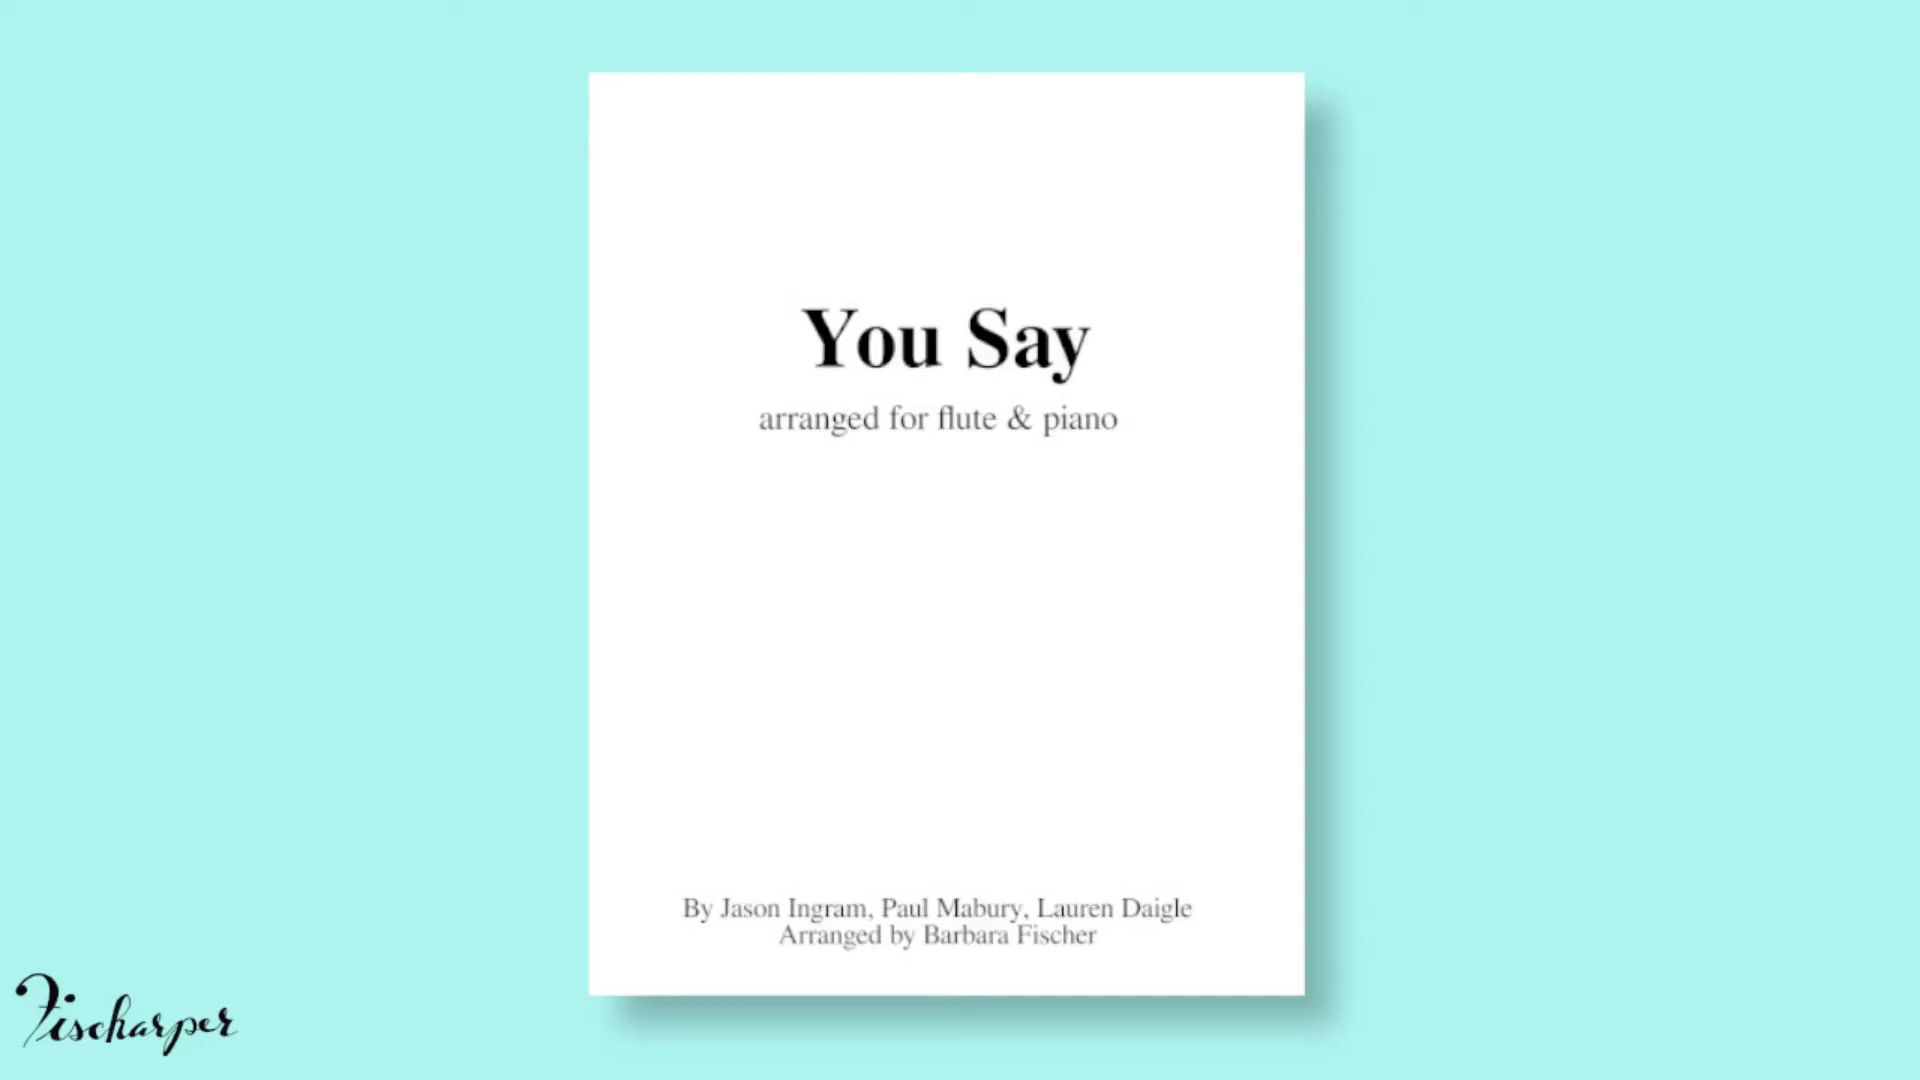 You Say
arranged for flute & piano
By Jason Ingram, Paul Mabury, Lauren Daigle
Arranged by Barbara Fischer
Fischarper